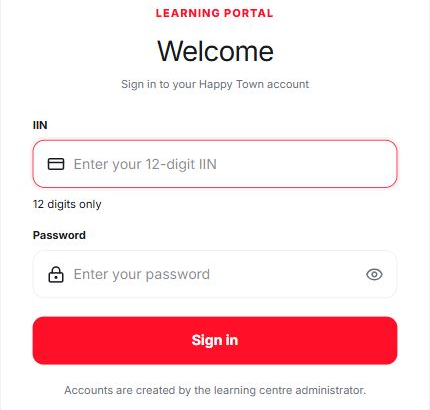 LEARNING PORTAL
Welcome
Sign in to your Happy Town account
IIN
Enter your 12-digit IIN
12 digits only
Password
Enter your password
Sign in
Accounts are created by the learning centre administrator.